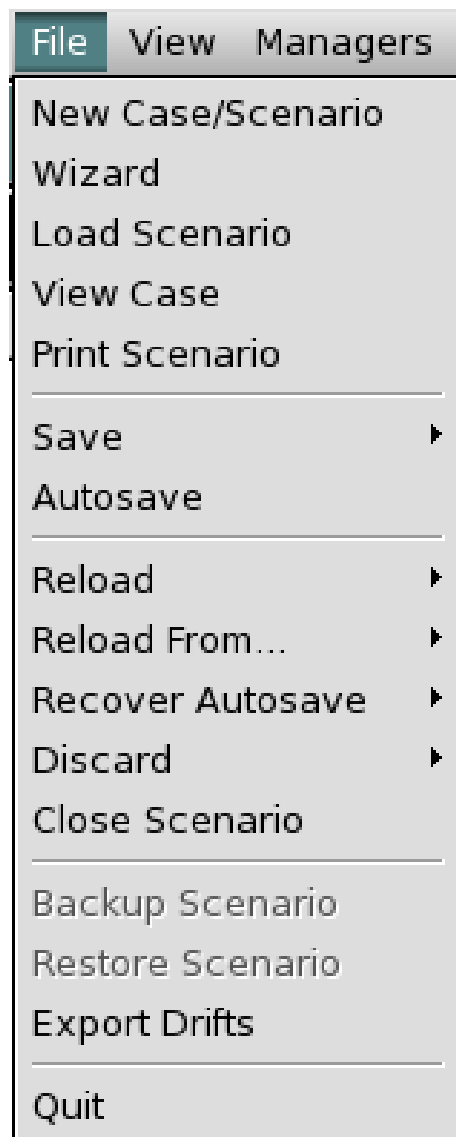 File View Managers
New Case/Scenario
Wizard
Load Scenario
View Case
Print Scenario
Save
Autosave
Reload
Reload From...
Recover Autosave
Discard
Close Scenario
Backup Scenario
Restore Scenario
Export Drifts
Quit